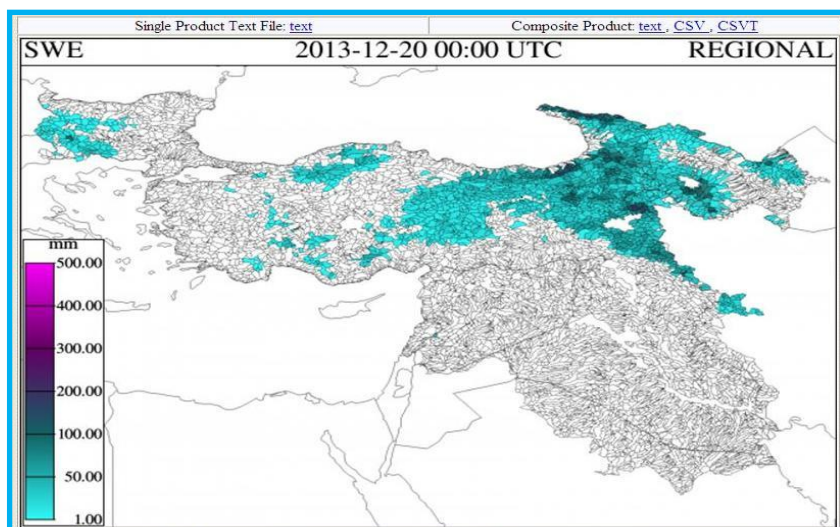 Single Product Text File: text
Composite Product: text , CSV , CSVT
SWE
2013-12-20 00:00 UTC
REGIONAL
mm
500.00
400.00
300.00
200.00
100.00
50.00
1.00